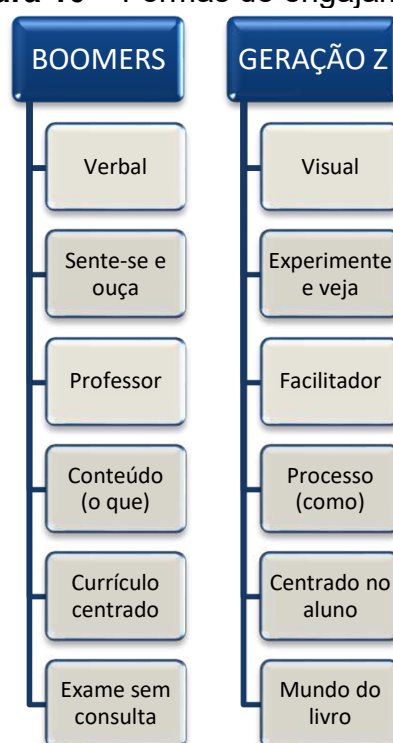 BOOMERS
Verbal
Sente-se e
ouça
Professor
Conteúdo
(o que)
Currículo
centrado
Exame sem
consulta
GERAÇÃO Z
Visual
Experimente
e veja
Facilitador
Processo
(como)
Centrado no
aluno
Mundo do
livro